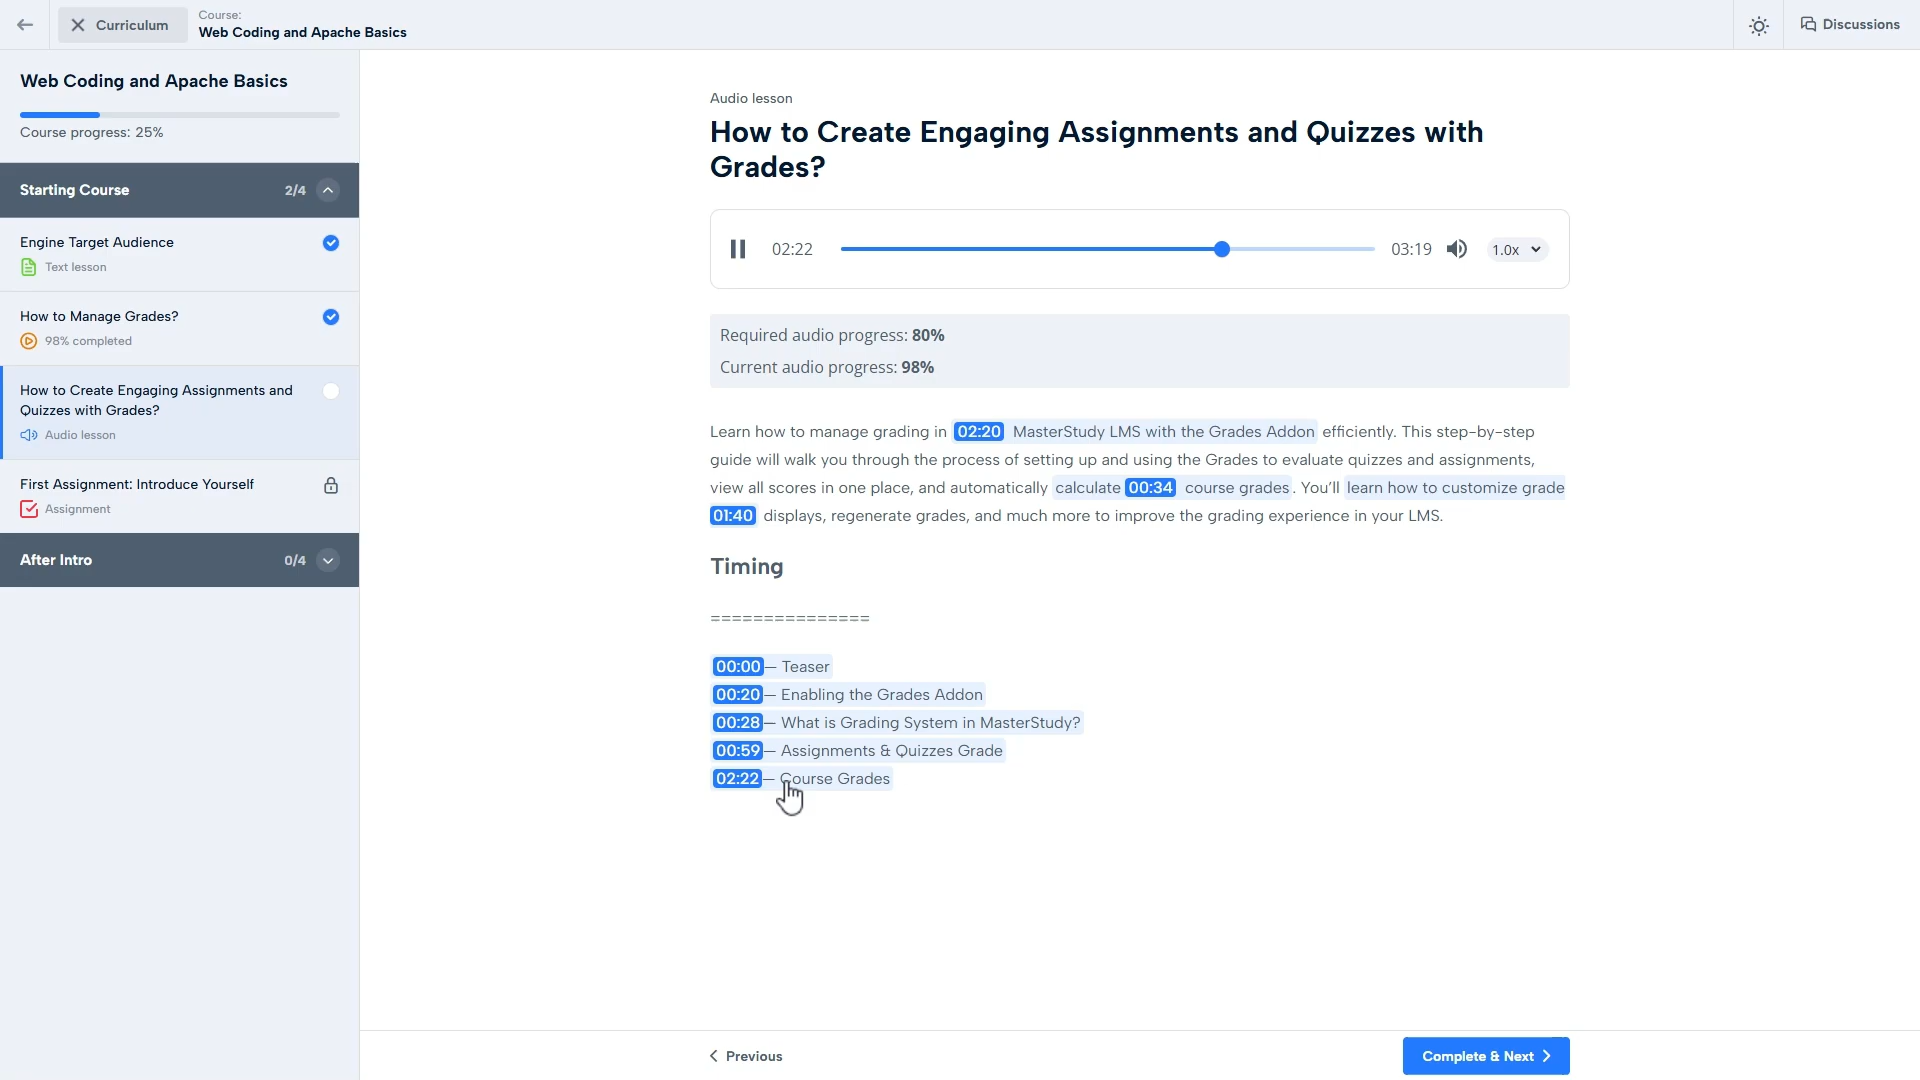 Curriculum
Course:
Web Coding and Apache Basics
Discussions
Web Coding and Apache Basics
Course progress: 25%
Starting Course 2/4
Engine Target Audience
Text lesson
How to Manage Grades?
98% completed
How to Create Engaging Assignments and
Quizzes with Grades?
Audio lesson
First Assignment: Introduce Yourself
Assignment
After Intro 0/4
Audio lesson
How to Create Engaging Assignments and Quizzes with
Grades?
02:22 03:19 1.0x
Required audio progress: 80%
Current audio progress: 98%
Learn how to manage grading in 02:20 MasterStudy LMS with the Grades Addon efficiently. This step-by-step
guide will walk you through the process of setting up and using the Grades to evaluate quizzes and assignments,
view all scores in one place, and automatically calculate 00:34 course grades. You’ll learn how to customize grade
01:40 displays, regenerate grades, and much more to improve the grading experience in your LMS.
Timing
===============
00:00— Teaser
00:20— Enabling the Grades Addon
00:28— What is Grading System in MasterStudy?
00:59— Assignments & Quizzes Grade
02:22— Course Grades
Previous
Complete & Next